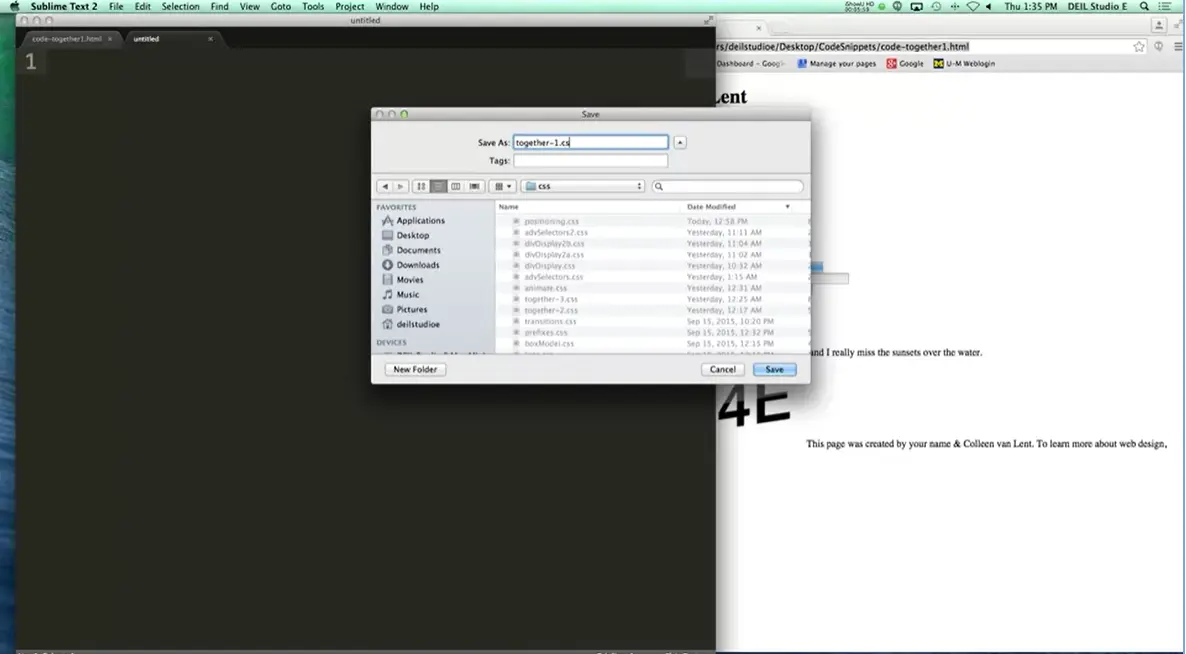 Sublime Text 2 File Edit Selection Find View Goto Tools Project Window Help Thu 1:35 PM DEIL Studio E
untitled
code-together1.html × untitled ×
rs/deilstudioe/Desktop/CodeSnippets/code-together1.html
Dashboard - Googl Manage your pages Google U-M Weblogin
1
Lent
Save
Save As: together-1.cs
Tags:
css
FAVORITES
Applications
Desktop
Documents
Downloads
Movies
Music
Pictures
deilstudioe
DEVICES
Name Date Modified
positioning.css Today, 12:58 PM
advSelectors2.css Yesterday, 11:11 AM
divDisplay2b.css Yesterday, 11:04 AM
divDisplay2a.css Yesterday, 11:02 AM
divDisplay.css Yesterday, 10:32 AM
advSelectors.css Yesterday, 1:15 AM
animate.css Yesterday, 12:31 AM
together-3.css Yesterday, 12:25 AM
together-2.css Yesterday, 12:17 AM
transitions.css Sep 15, 2015, 10:20 PM
prefixes.css Sep 15, 2015, 12:32 PM
boxModel.css Sep 15, 2015, 12:15 PM
New Folder Cancel Save
and I really miss the sunsets over the water.
4E
This page was created by your name & Colleen van Lent. To learn more about web design,